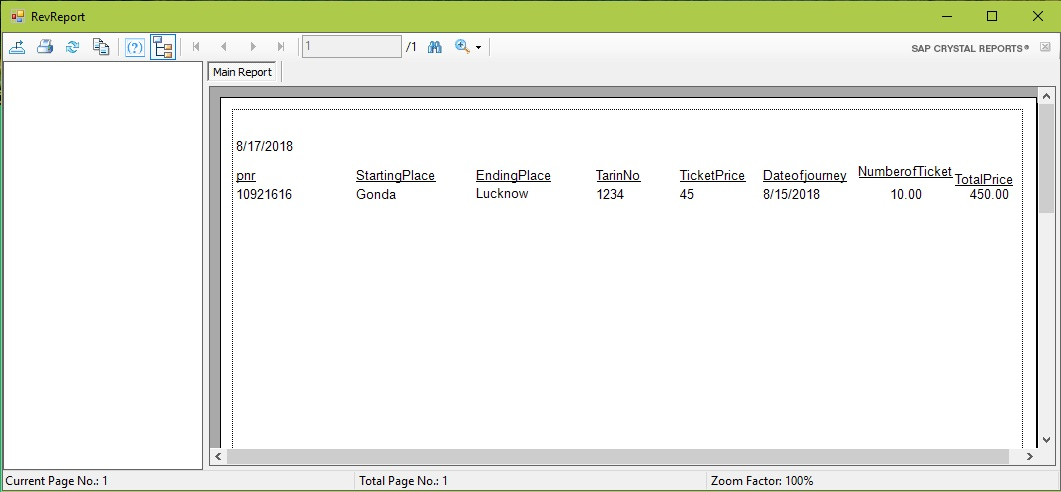 RevReport
1 /1 SAP CRYSTAL REPORTS®
Main Report
8/17/2018
pnr StartingPlace EndingPlace TarinNo TicketPrice Dateofjourney NumberofTicket TotalPrice
10921616 Gonda Lucknow 1234 45 8/15/2018 10.00 450.00
Current Page No.: 1 Total Page No.: 1 Zoom Factor: 100%